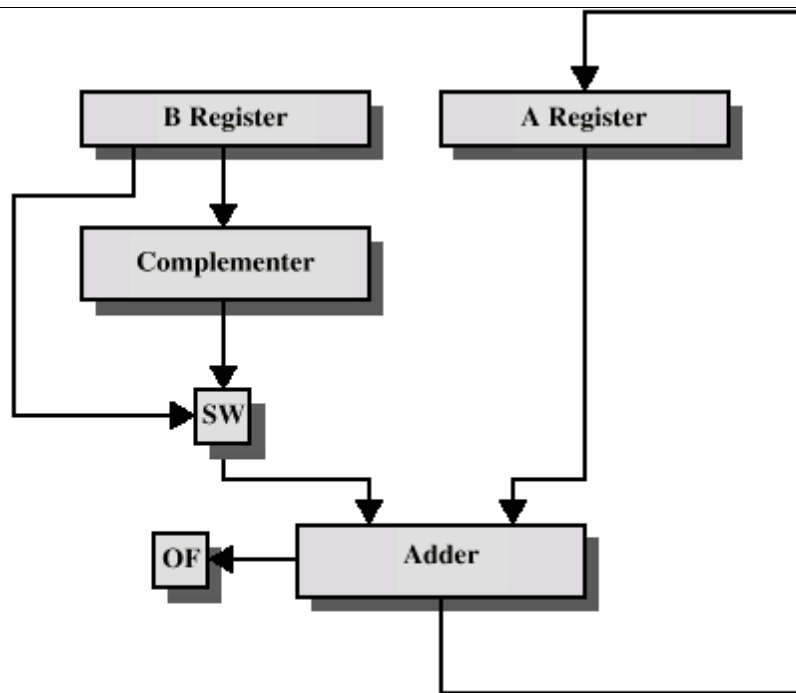 B Register
A Register
Complementer
SW
OF
Adder